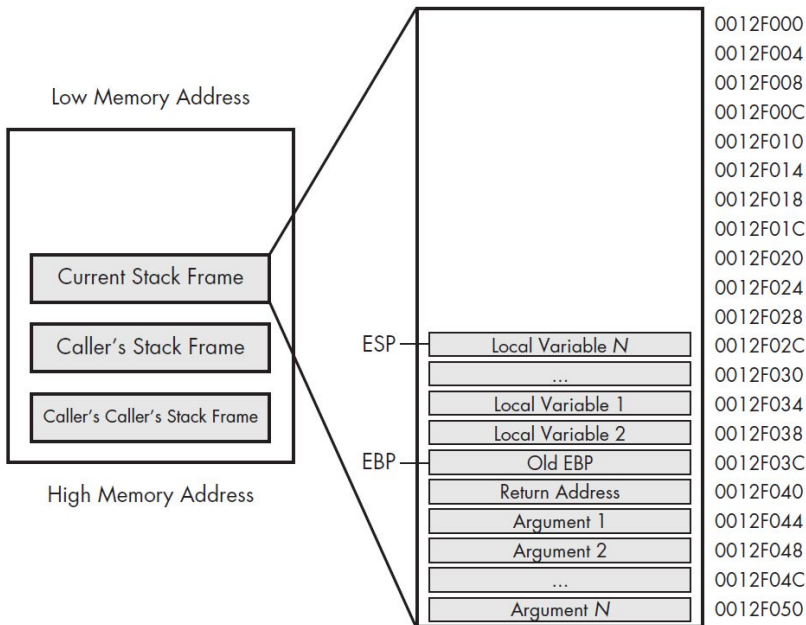 Low Memory Address
Current Stack Frame
Caller's Stack Frame
Caller's Caller's Stack Frame
High Memory Address
0012F000
0012F004
0012F008
0012F00C
0012F010
0012F014
0012F018
0012F01C
0012F020
0012F024
0012F028
ESP Local Variable N 0012F02C
... 0012F030
Local Variable 1 0012F034
Local Variable 2 0012F038
EBP Old EBP 0012F03C
Return Address 0012F040
Argument 1 0012F044
Argument 2 0012F048
... 0012F04C
Argument N 0012F050